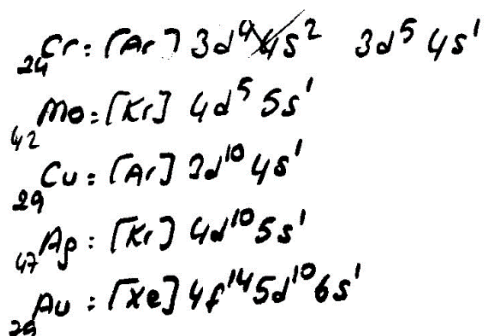 ₂₄Cr: [Ar] 3d⁴ 4s² 3d⁵ 4s¹
₄₂Mo: [Kr] 4d⁵ 5s¹
₂₉Cu: [Ar] 3d¹⁰ 4s¹
₄₇Ag: [Kr] 4d¹⁰ 5s¹
₂₉Au: [Xe] 4f¹⁴ 5d¹⁰ 6s¹